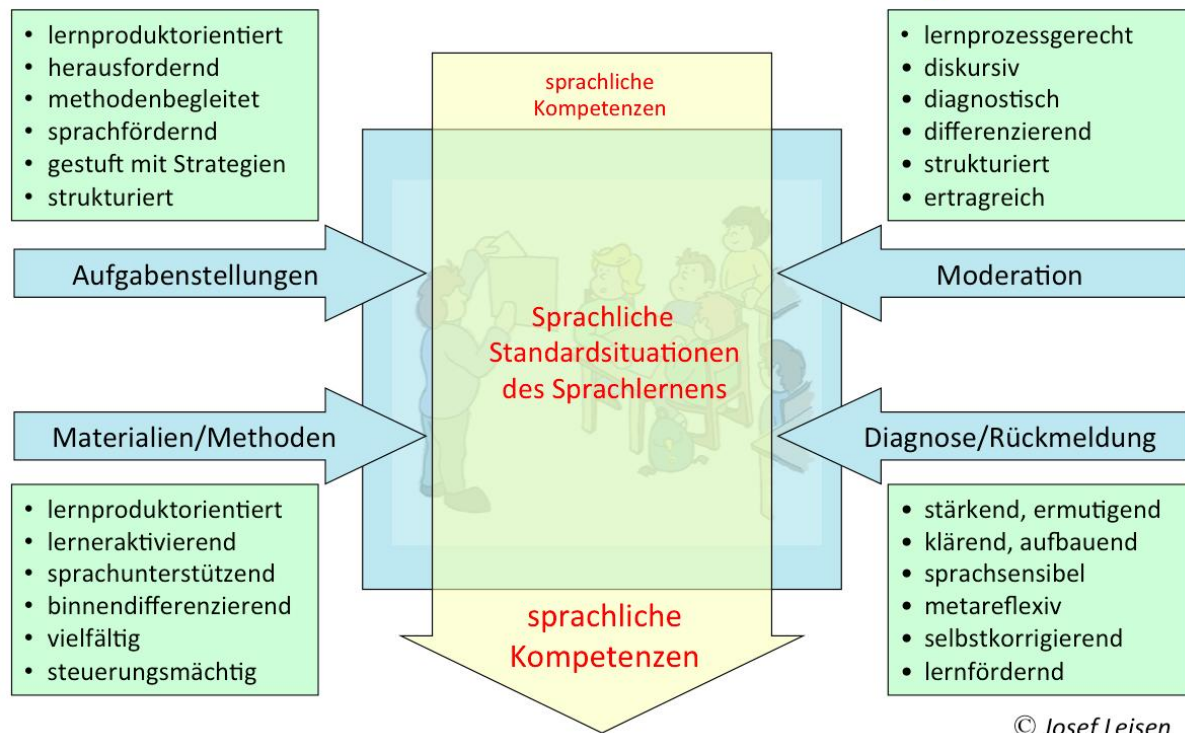 • lernproduktorientiert
• herausfordernd
• methodenbegleitet
• sprachfördernd
• gestuft mit Strategien
• strukturiert
sprachliche
Kompetenzen
• lernprozessgerecht
• diskursiv
• diagnostisch
• differenzierend
• strukturiert
• ertragreich
Aufgabenstellungen
Moderation
Sprachliche
Standardsituationen
des Sprachlernens
Materialien/Methoden
Diagnose/Rückmeldung
• lernproduktorientiert
• lerneraktivierend
• sprachunterstützend
• binnendifferenzierend
• vielfältig
• steuerungsmächtig
sprachliche
Kompetenzen
• stärkend, ermutigend
• klärend, aufbauend
• sprachsensibel
• metareflexiv
• selbstkorrigierend
• lernfördernd
© Josef Leisen